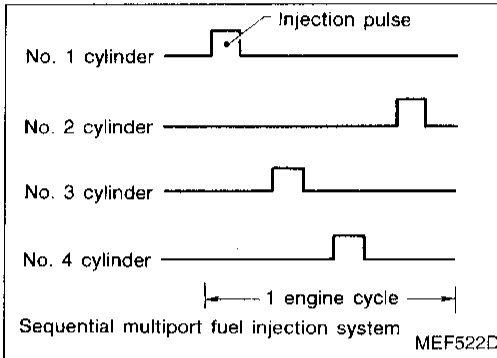 Injection pulse
No. 1 cylinder
No. 2 cylinder
No. 3 cylinder
No. 4 cylinder
1 engine cycle
Sequential multiport fuel injection system
MEF522D